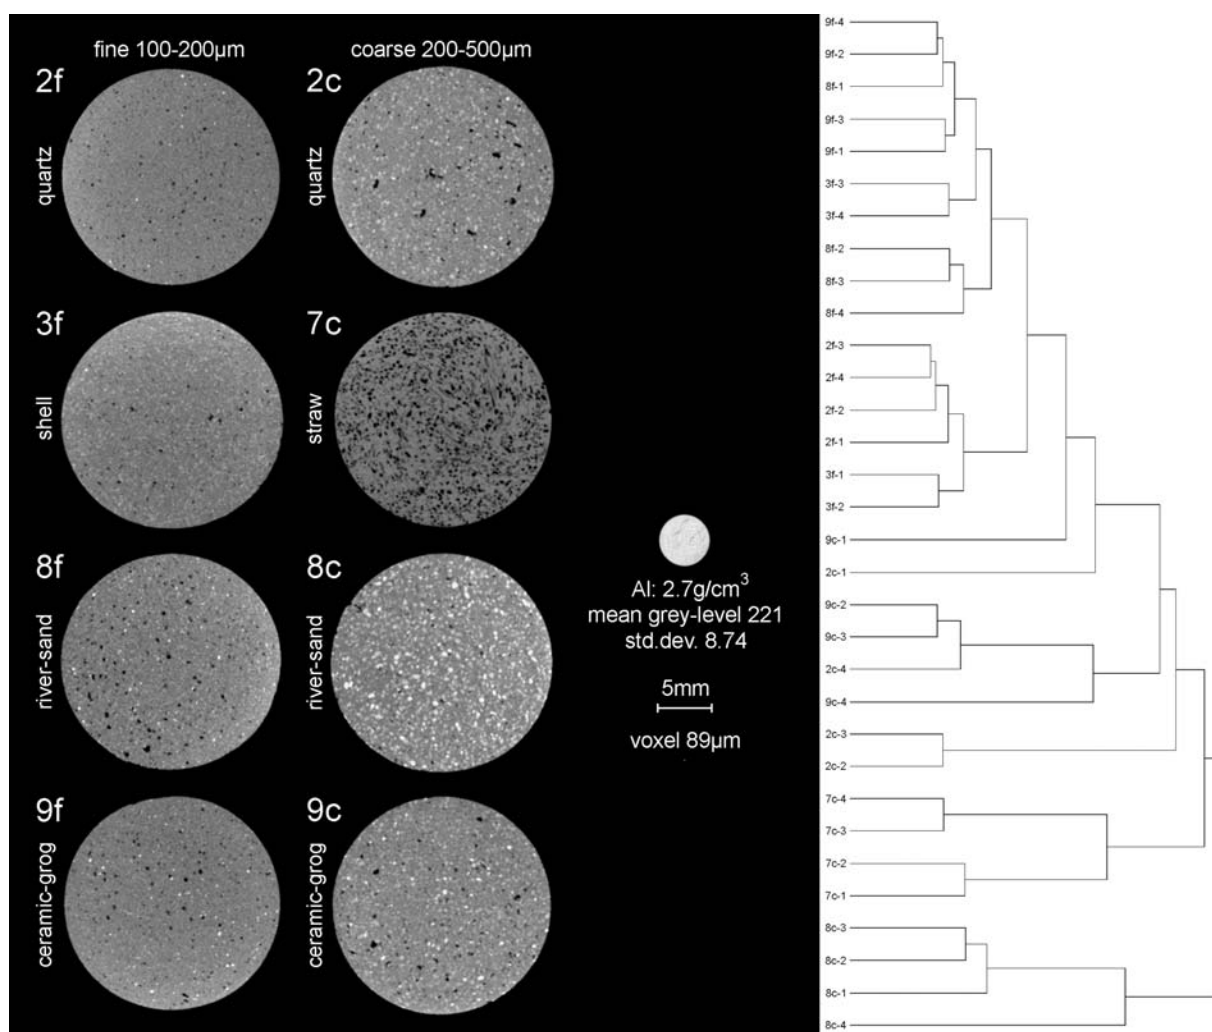 fine 100-200µm
coarse 200-500µm
2f
quartz
2c
quartz
3f
shell
7c
straw
8f
river-sand
8c
river-sand
9f
ceramic-grog
9c
ceramic-grog
Al: 2.7g/cm³
mean grey-level 221
std.dev. 8.74
5mm
voxel 89µm
9f-4
9f-2
8f-1
9f-3
9f-1
3f-3
3f-4
8f-2
8f-3
8f-4
2f-3
2f-4
2f-2
2f-1
3f-1
3f-2
9c-1
2c-1
9c-2
9c-3
2c-4
9c-4
2c-3
2c-2
7c-4
7c-3
7c-2
7c-1
8c-3
8c-2
8c-1
8c-4